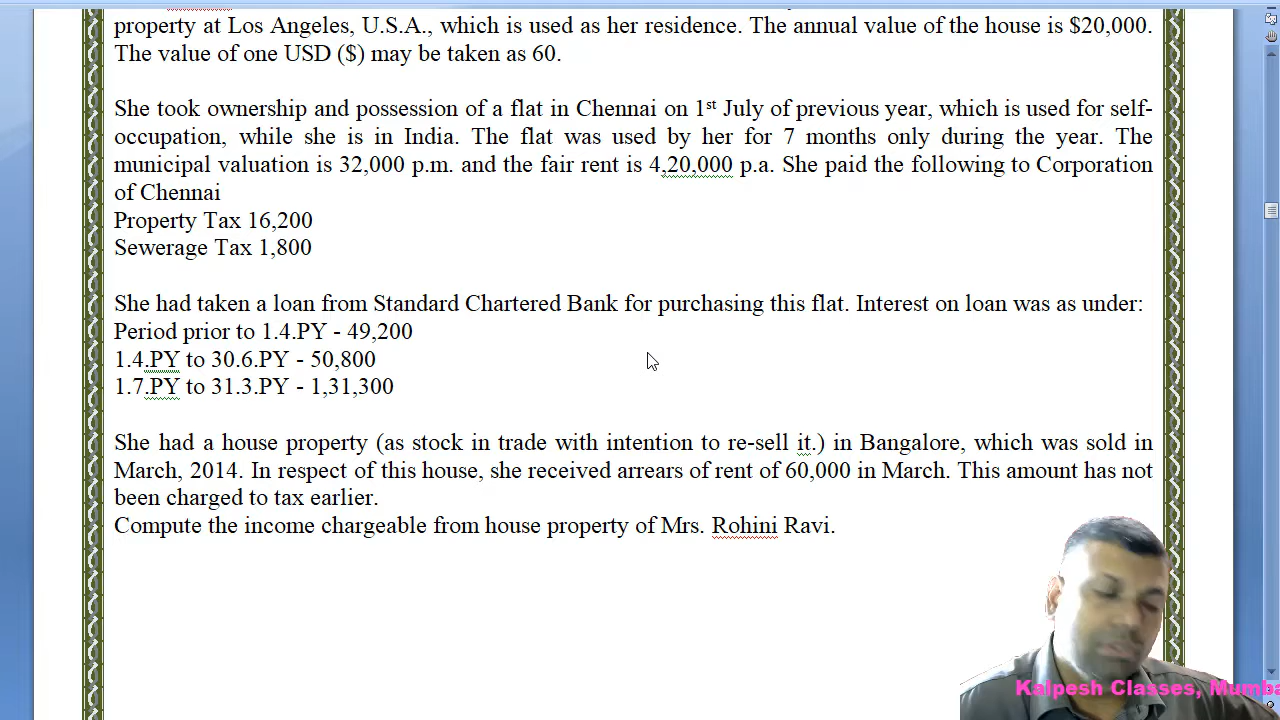 property at Los Angeles, U.S.A., which is used as her residence. The annual value of the house is $20,000.
The value of one USD ($) may be taken as 60.
She took ownership and possession of a flat in Chennai on 1st July of previous year, which is used for self-
occupation, while she is in India. The flat was used by her for 7 months only during the year. The
municipal valuation is 32,000 p.m. and the fair rent is 4,20,000 p.a. She paid the following to Corporation
of Chennai
Property Tax 16,200
Sewerage Tax 1,800
She had taken a loan from Standard Chartered Bank for purchasing this flat. Interest on loan was as under:
Period prior to 1.4.PY - 49,200
1.4.PY to 30.6.PY - 50,800
1.7.PY to 31.3.PY - 1,31,300
She had a house property (as stock in trade with intention to re-sell it.) in Bangalore, which was sold in
March, 2014. In respect of this house, she received arrears of rent of 60,000 in March. This amount has not
been charged to tax earlier.
Compute the income chargeable from house property of Mrs. Rohini Ravi.
Kalpesh Classes, Mumba